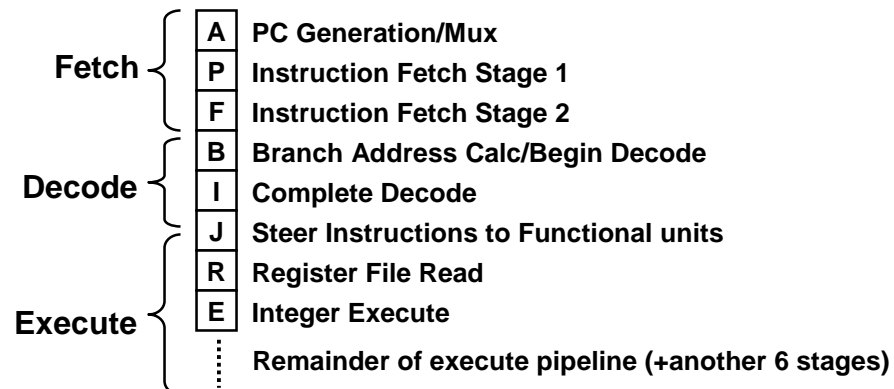 A PC Generation/Mux
Fetch P Instruction Fetch Stage 1
F Instruction Fetch Stage 2
B Branch Address Calc/Begin Decode
Decode I Complete Decode
J Steer Instructions to Functional units
R Register File Read
Execute E Integer Execute
Remainder of execute pipeline (+another 6 stages)